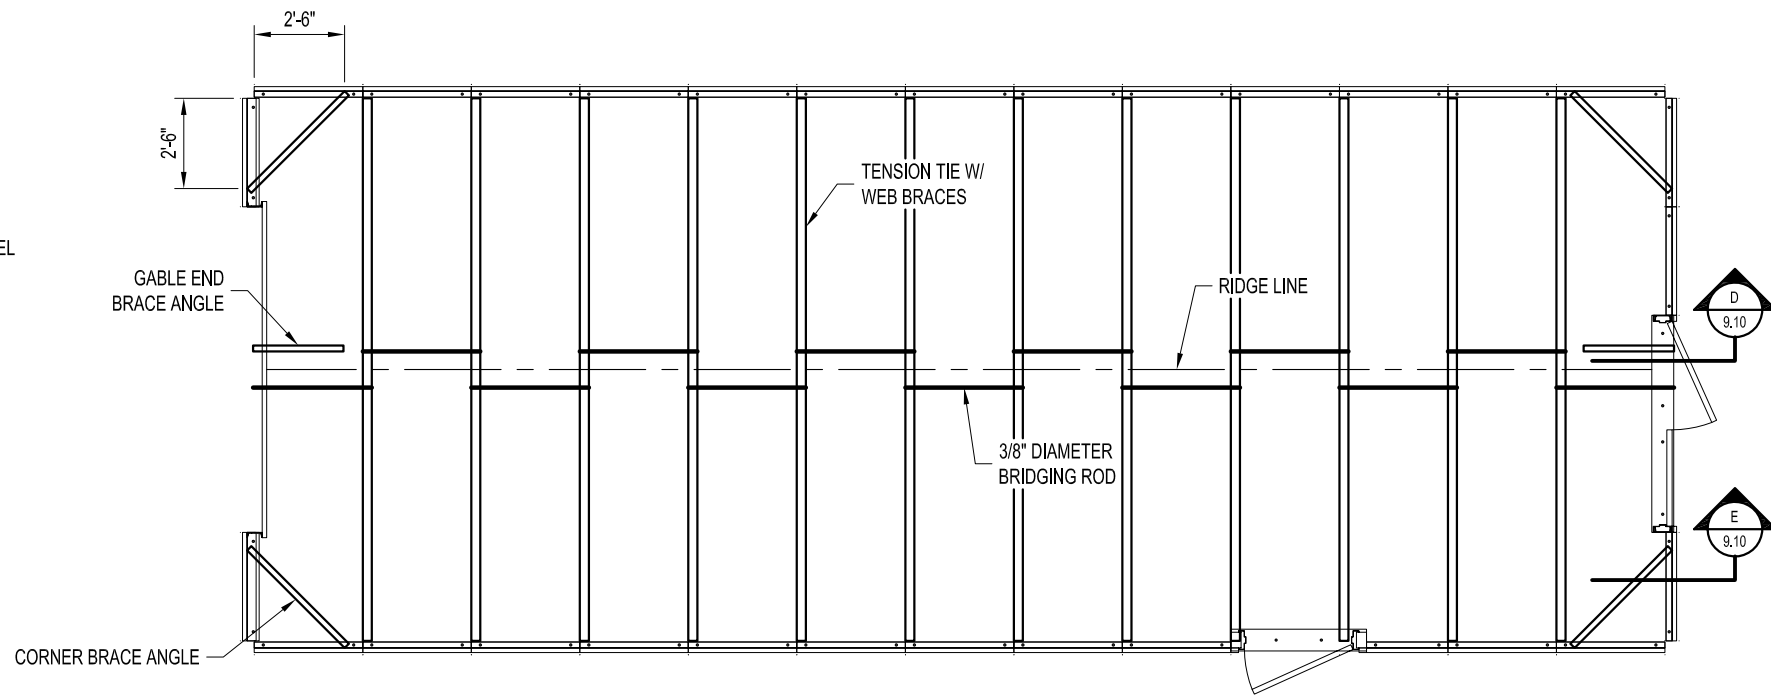 2'-6"
2'-6"
TENSION TIE W/
WEB BRACES
EL
GABLE END
BRACE ANGLE
RIDGE LINE
D
9.10
3/8" DIAMETER
BRIDGING ROD
E
9.10
CORNER BRACE ANGLE